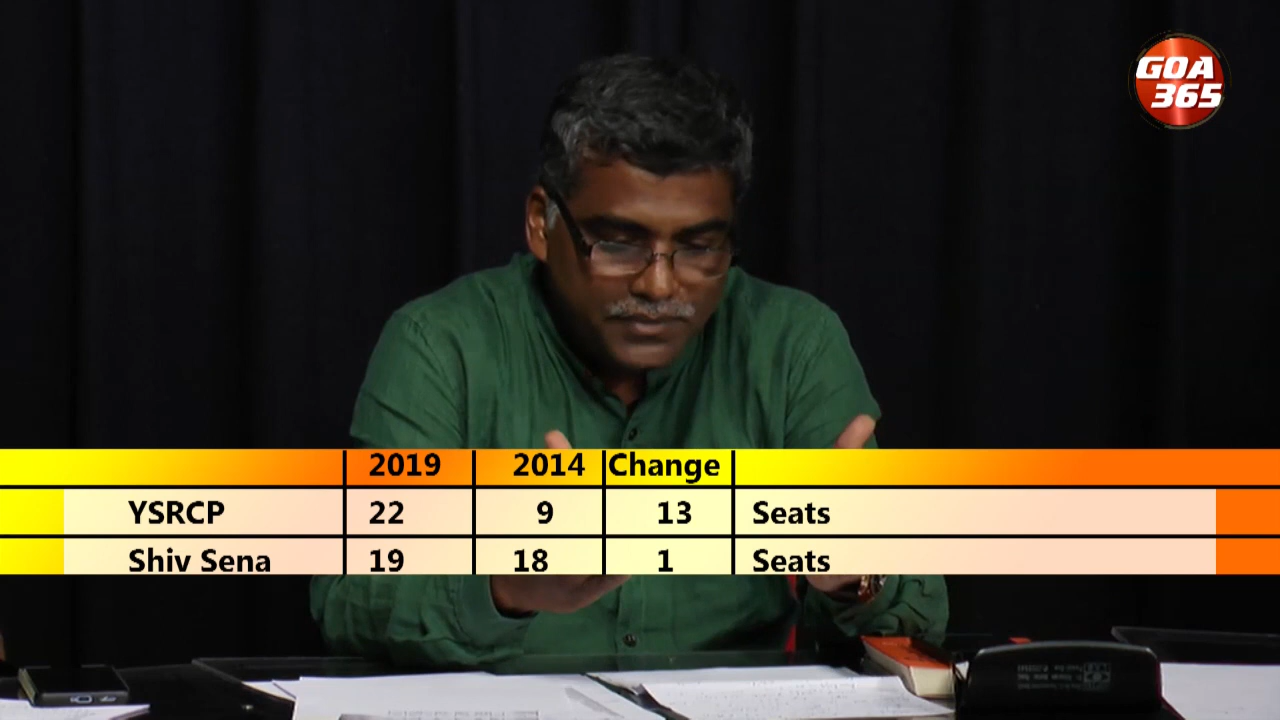 GOA
365
2019 2014 Change
YSRCP 22 9 13 Seats
Shiv Sena 19 18 1 Seats